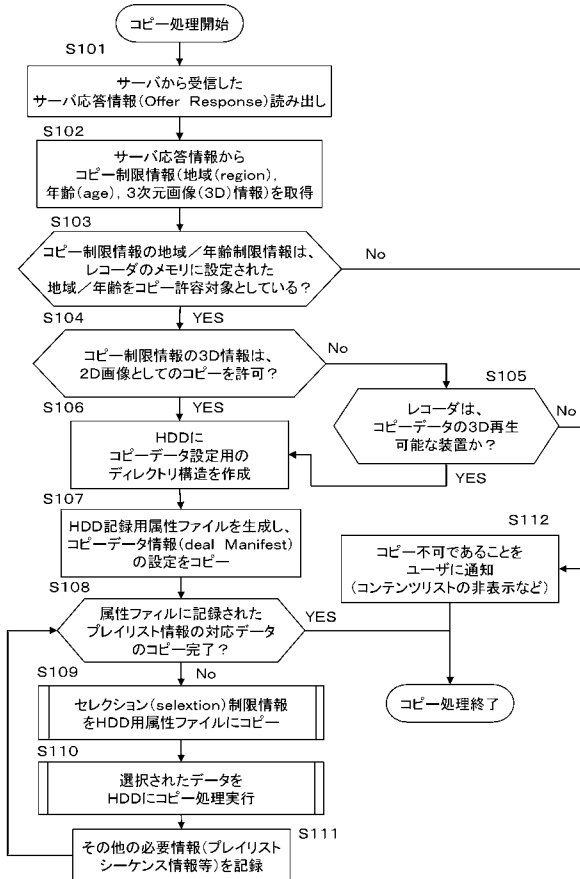 コピー処理開始
S101
サーバから受信した
サーバ応答情報(Offer Response)読み出し
S102
サーバ応答情報から
コピー制限情報(地域(region),
年齢(age), 3次元画像(3D)情報)を取得
S103
コピー制限情報の地域/年齢制限情報は、
レコーダのメモリに設定された
地域/年齢をコピー許容対象としている?
No
YES
S104
コピー制限情報の3D情報は、
2D画像としてのコピーを許可?
No
YES
S105
レコーダは、
コピーデータの3D再生
可能な装置か?
No
YES
S106
HDDに
コピーデータ設定用の
ディレクトリ構造を作成
S107
HDD記録用属性ファイルを生成し、
コピーデータ情報(deal Manifest)
の設定をコピー
S112
コピー不可であることを
ユーザに通知
(コンテンツリストの非表示など)
S108
属性ファィルに記録された
プレイリスト情報の対応データ
のコピー完了?
YES
No
コピー処理終了
S109
セレクション(selextion)制限情報
をHDD用属性ファイルにコピー
S110
選択されたデータを
HDDにコピー処理実行
S111
その他の必要情報(プレイリスト
シーケンス情報等)を記録